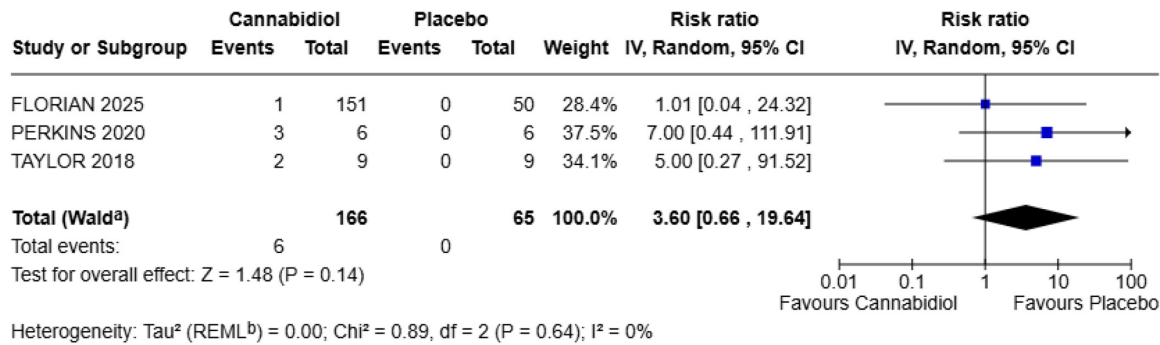 Cannabidiol Placebo Risk ratio Risk ratio
Study or Subgroup Events Total Events Total Weight IV, Random, 95% CI IV, Random, 95% CI
FLORIAN 2025 1 151 0 50 28.4% 1.01 [0.04 , 24.32]
PERKINS 2020 3 6 0 6 37.5% 7.00 [0.44 , 111.91]
TAYLOR 2018 2 9 0 9 34.1% 5.00 [0.27 , 91.52]
Total (Waldᵃ) 166 65 100.0% 3.60 [0.66 , 19.64]
Total events: 6 0
Test for overall effect: Z = 1.48 (P = 0.14)
0.01 0.1 1 10 100
Favours Cannabidiol Favours Placebo
Heterogeneity: Tau² (REMLᵇ) = 0.00; Chi² = 0.89, df = 2 (P = 0.64); I² = 0%